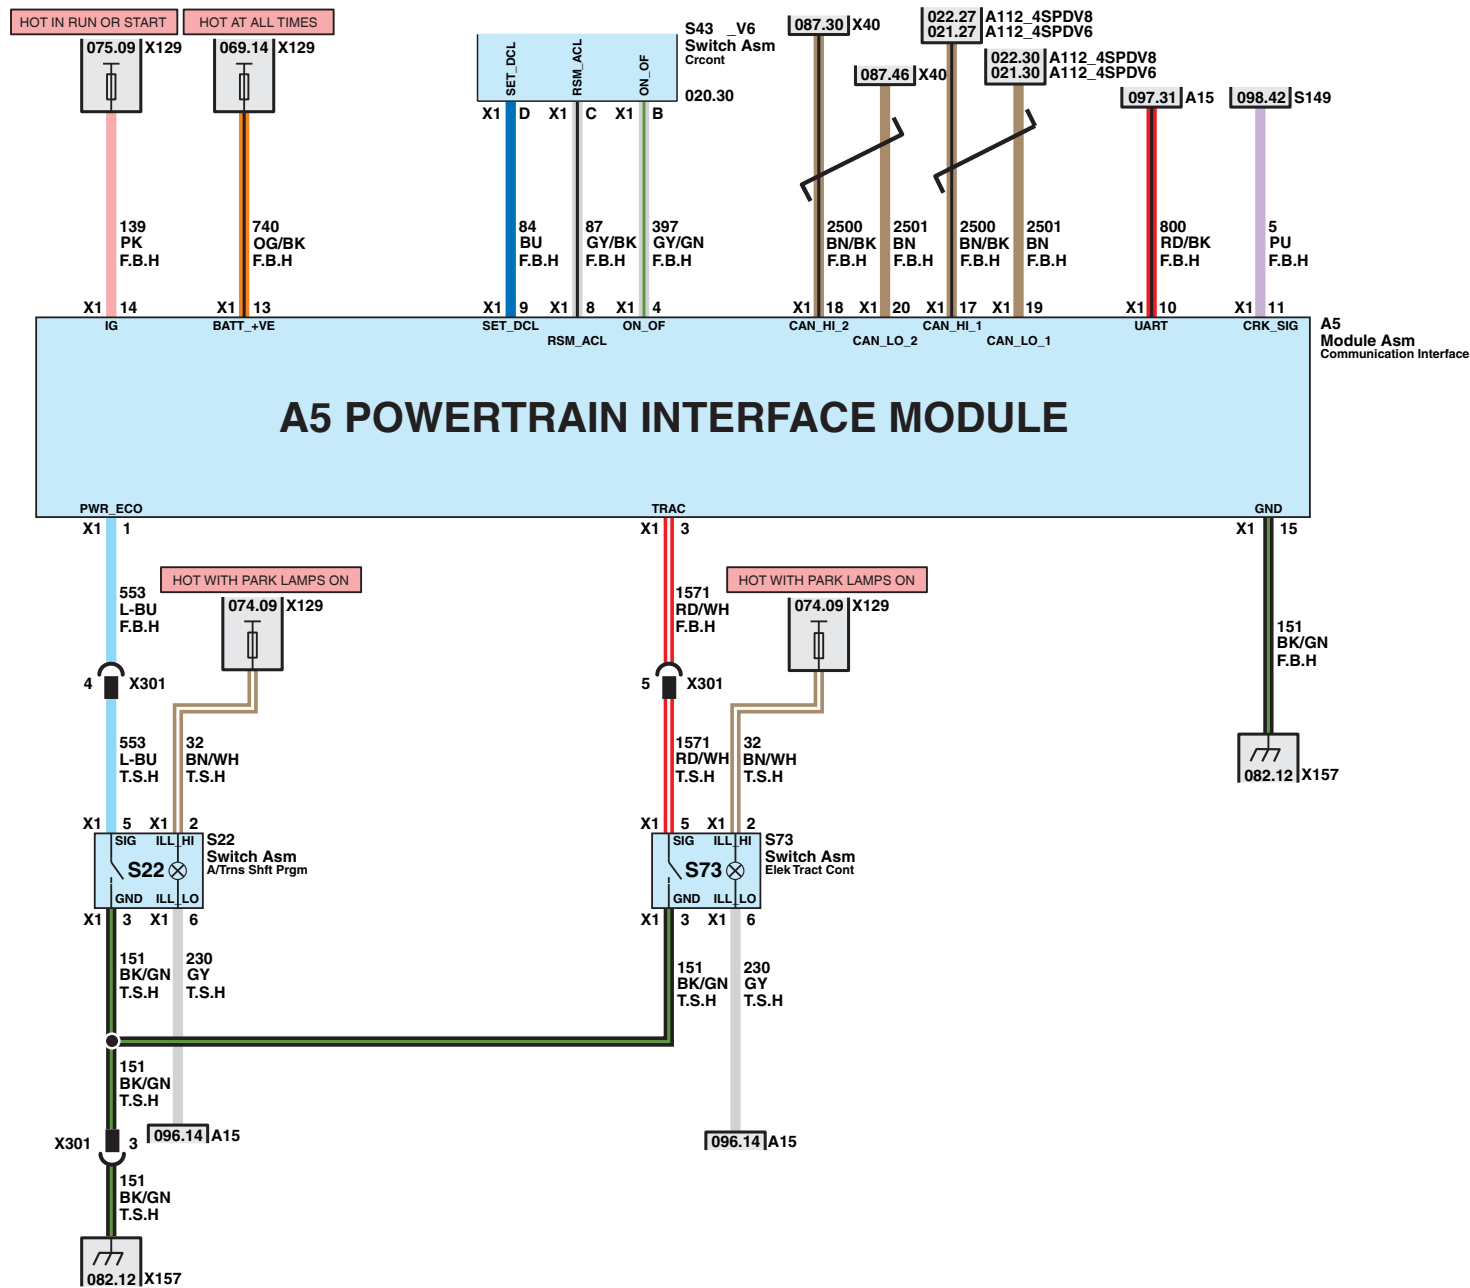 HOT IN RUN OR START
HOT AT ALL TIMES
075.09 X129
069.14 X129
SET_DCL
RSM_ACL
ON_OF
S43 _V6
Switch Asm
Crcont
020.30
X1 D
X1 C
X1 B
087.30 X40
087.46 X40
022.27 A112_4SPDV8
021.27 A112_4SPDV6
022.30 A112_4SPDV8
021.30 A112_4SPDV6
097.31 A15
098.42 S149
139
PK
F.B.H
740
OG/BK
F.B.H
84
BU
F.B.H
87
GY/BK
F.B.H
397
GY/GN
F.B.H
2500
BN/BK
F.B.H
2501
BN
F.B.H
2500
BN/BK
F.B.H
2501
BN
F.B.H
800
RD/BK
F.B.H
5
PU
F.B.H
X1 14
X1 13
X1 9
X1 8
X1 4
X1 18
X1 20
X1 17
X1 19
X1 10
X1 11
IG
BATT_+VE
SET_DCL
RSM_ACL
ON_OF
CAN_HI_2
CAN_LO_2
CAN_HI_1
CAN_LO_1
UART
CRK_SIG
A5
Module Asm
Communication Interface
A5 POWERTRAIN INTERFACE MODULE
PWR_ECO
TRAC
GND
X1 1
X1 3
X1 15
HOT WITH PARK LAMPS ON
HOT WITH PARK LAMPS ON
553
L-BU
F.B.H
074.09 X129
1571
RD/WH
F.B.H
074.09 X129
151
BK/GN
F.B.H
4 X301
5 X301
553
L-BU
T.S.H
32
BN/WH
T.S.H
1571
RD/WH
T.S.H
32
BN/WH
T.S.H
082.12 X157
X1 5
X1 2
X1 5
X1 2
SIG ILL_HI
S22
Switch Asm
A/Trns Shft Prgm
S22
GND ILL_LO
SIG ILL_HI
S73
Switch Asm
Elek Tract Cont
S73
GND ILL_LO
X1 3
X1 6
X1 3
X1 6
151
BK/GN
T.S.H
230
GY
T.S.H
151
BK/GN
T.S.H
230
GY
T.S.H
151
BK/GN
T.S.H
X301 3
096.14 A15
096.14 A15
151
BK/GN
T.S.H
082.12 X157